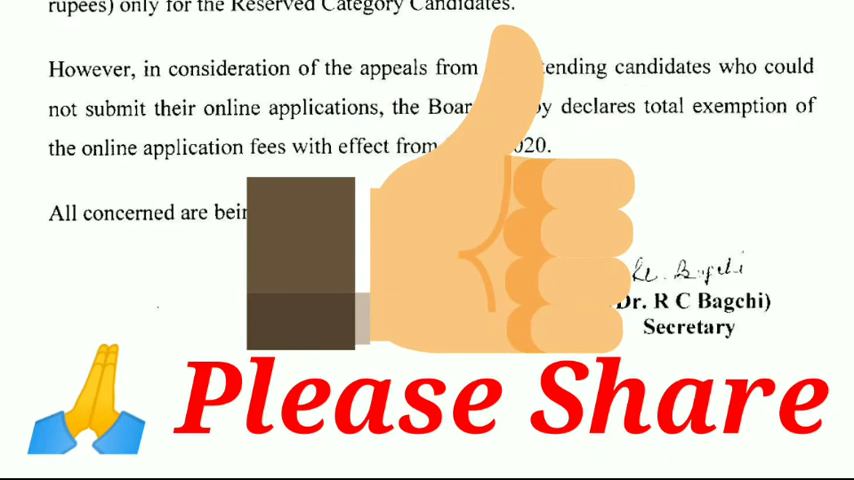 rupees) only for the Reserved Category Candidates.
However, in consideration of the appeals from tending candidates who could
not submit their online applications, the Boar by declares total exemption of
the online application fees with effect from 020.
All concerned are bei
Re. Bagchi
Dr. R C Bagchi)
Secretary
Please Share